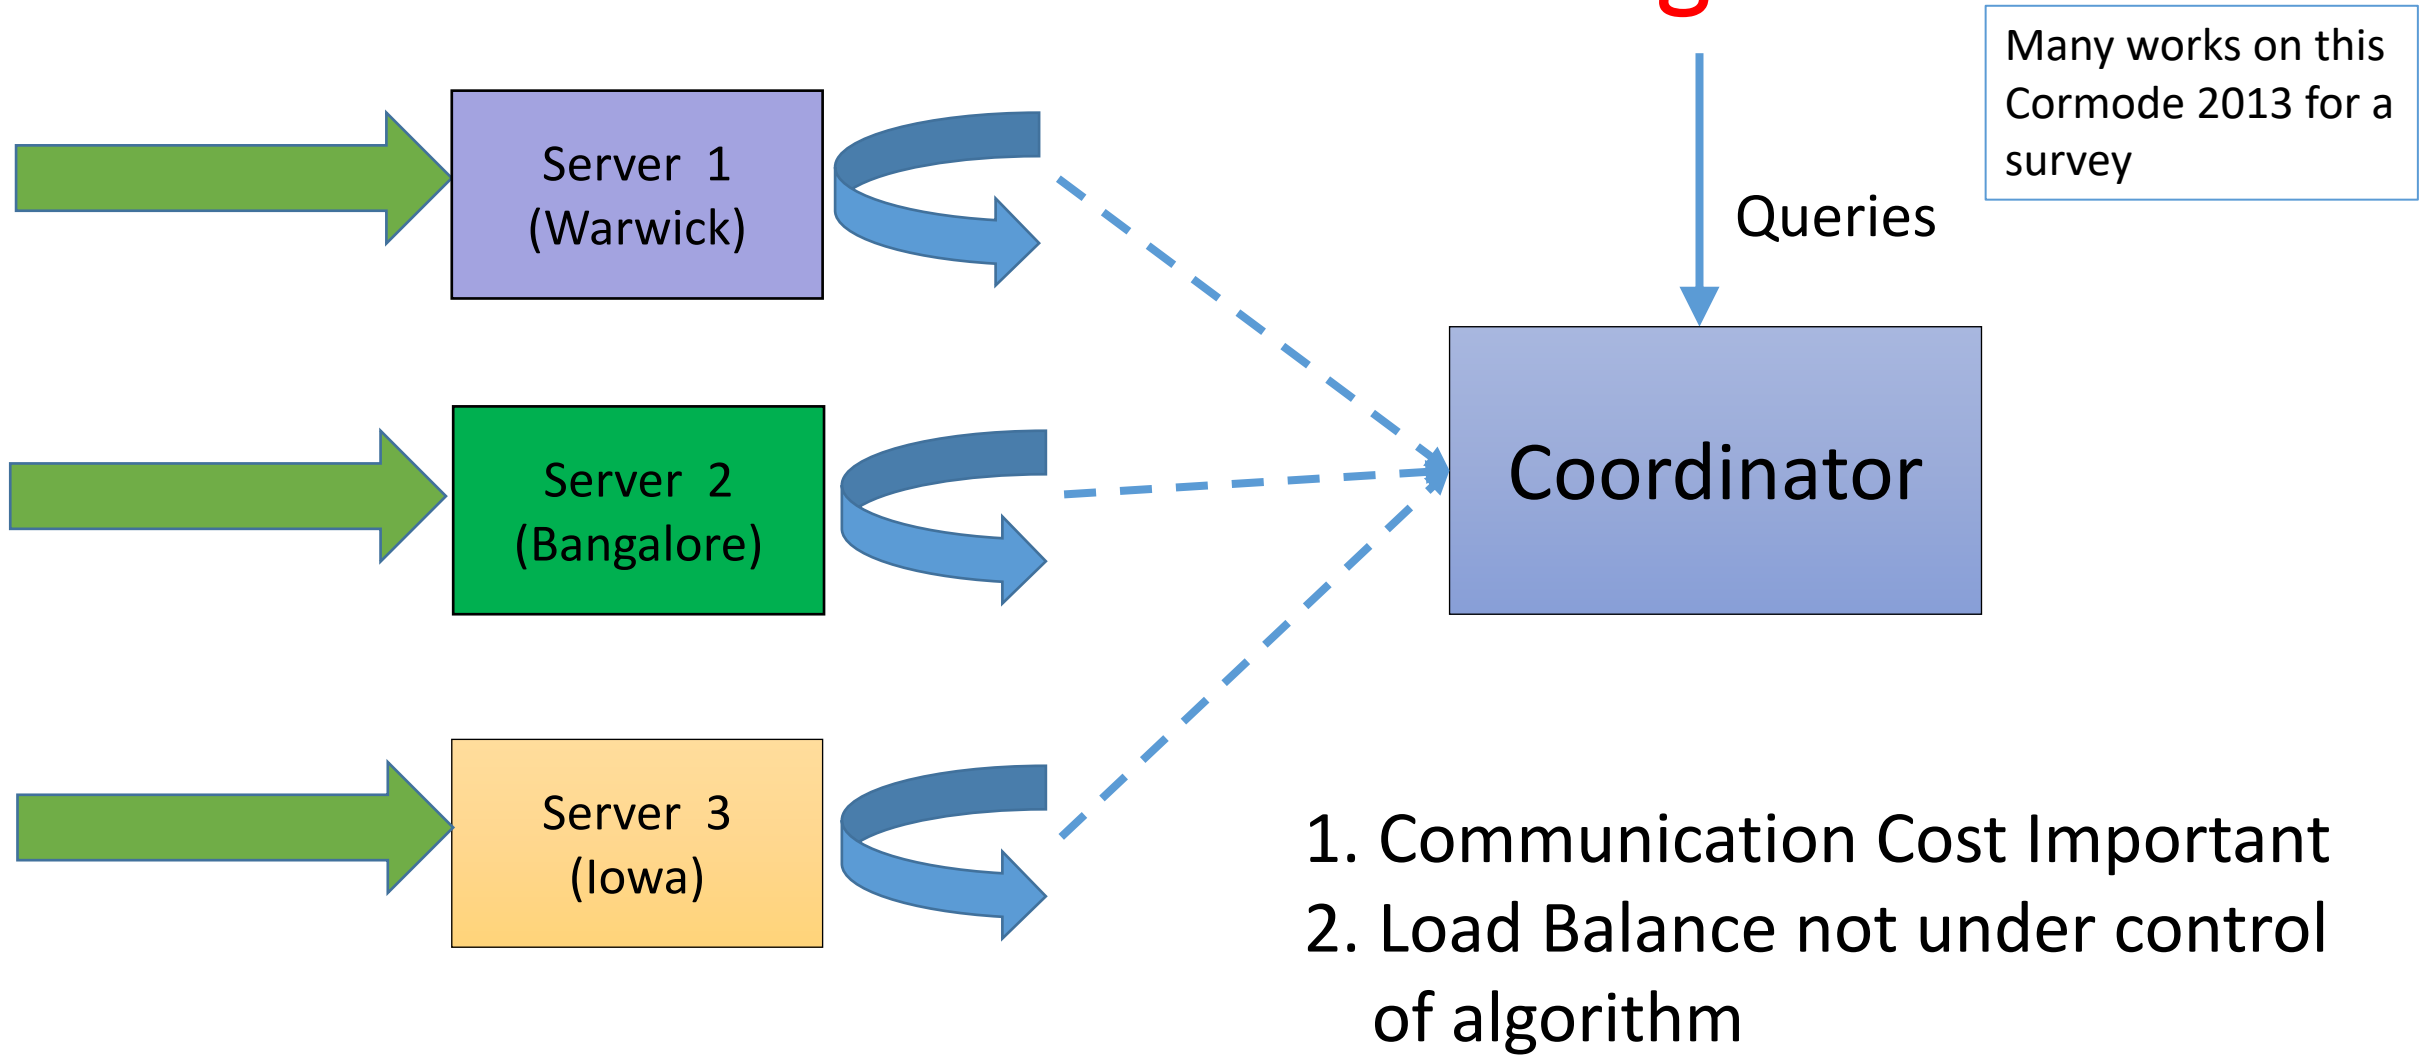 Many works on this
Cormode 2013 for a
survey
Server 1
(Warwick)
Queries
Server 2
(Bangalore)
Coordinator
Server 3
(Iowa)
1. Communication Cost Important
2. Load Balance not under control
of algorithm